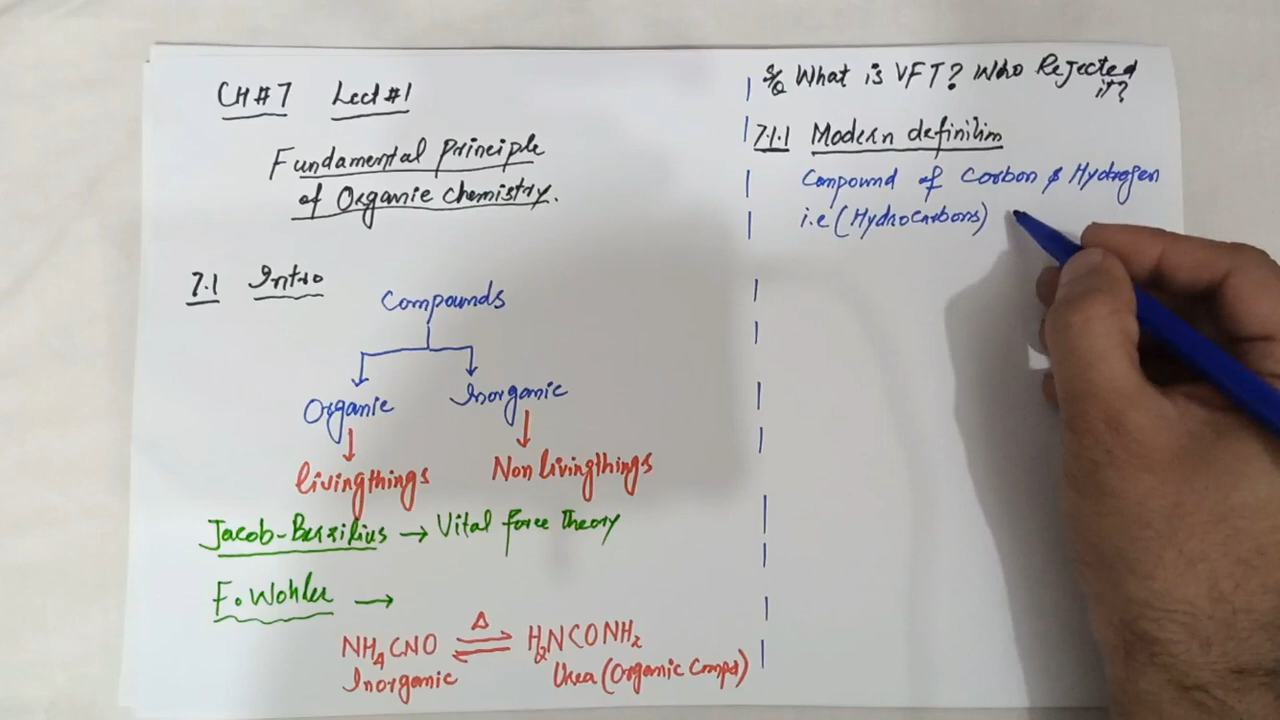 CH#7 Lect#1
Fundamental Principle
of Organic Chemistry.
7.1 Intro
Compounds
Organic Inorganic
livingthings Non livingthings
Jacob-Berzilius → Vital force Theory
F. Wohler →
NH4CNO ⇌ H2NCONH2
Δ
Inorganic Urea (Organic Comps)
S/Q What is VFT? Who Rejected
it?
7.1.1 Modern definition
Compound of Carbon & Hydrogen
i.e (Hydrocarbons)